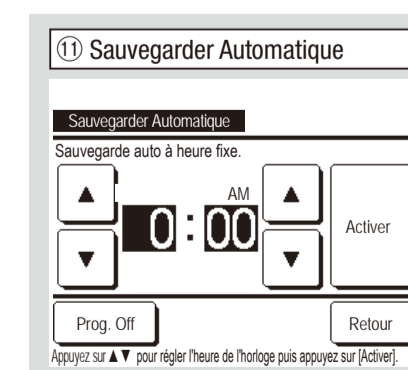 ⑪ Sauvegarder Automatique
Sauvegarder Automatique
Sauvegarde auto à heure fixe.
▲ AM ▲
0 : 00 Activer
▼ ▼
Prog. Off Retour
Appuyez sur ▲▼ pour régler l'heure de l'horloge puis appuyez sur [Activer].